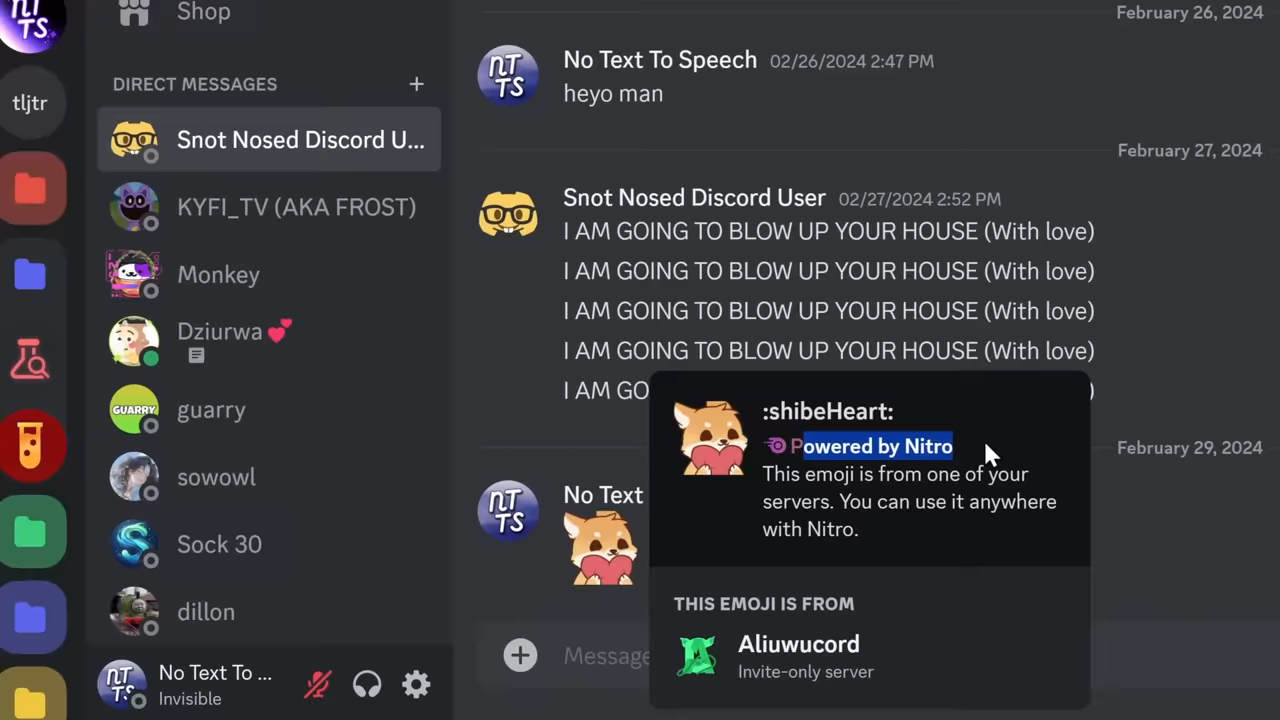 NTTS
Shop
DIRECT MESSAGES
tljtr
Snot Nosed Discord U...
KYFI_TV (AKA FROST)
Monkey
Dziurwa
GUARRY
guarry
sowowl
Sock 30
dillon
NTTS
No Text To ...
Invisible
February 26, 2024
NTTS
No Text To Speech 02/26/2024 2:47 PM
heyo man
February 27, 2024
Snot Nosed Discord User 02/27/2024 2:52 PM
I AM GOING TO BLOW UP YOUR HOUSE (With love)
I AM GOING TO BLOW UP YOUR HOUSE (With love)
I AM GOING TO BLOW UP YOUR HOUSE (With love)
I AM GOING TO BLOW UP YOUR HOUSE (With love)
I AM GO )
February 29, 2024
NTTS
No Text
Message
:shibeHeart:
Powered by Nitro
This emoji is from one of your
servers. You can use it anywhere
with Nitro.
THIS EMOJI IS FROM
Aliuwucord
Invite-only server